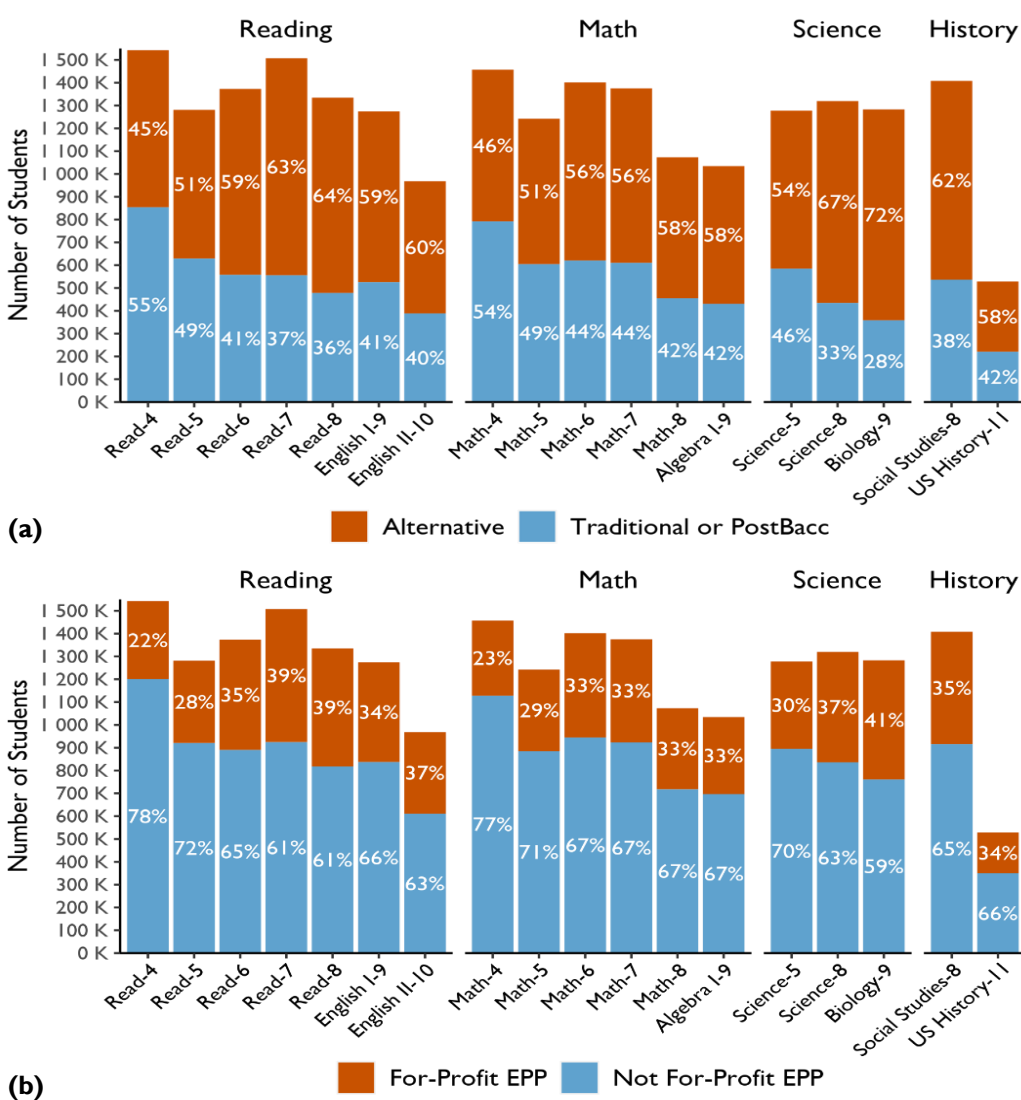 Reading Math Science History
Number of Students
1 500 K
1 400 K
1 300 K
1 200 K
1 100 K
1 000 K
900 K
800 K
700 K
600 K
500 K
400 K
300 K
200 K
100 K
0 K
45% 51% 59% 63% 64% 59% 60% 46% 51% 56% 56% 58% 58% 54% 67% 72% 62% 58%
55% 49% 41% 37% 36% 41% 40% 54% 49% 44% 44% 42% 42% 46% 33% 28% 38% 42%
Read-4 Read-5 Read-6 Read-7 Read-8 English I-9 English II-10 Math-4 Math-5 Math-6 Math-7 Math-8 Algebra I-9 Science-5 Science-8 Biology-9 Social Studies-8 US History-11
(a) Alternative Traditional or PostBacc
Reading Math Science History
Number of Students
1 500 K
1 400 K
1 300 K
1 200 K
1 100 K
1 000 K
900 K
800 K
700 K
600 K
500 K
400 K
300 K
200 K
100 K
0 K
22% 28% 35% 39% 39% 34% 37% 23% 29% 33% 33% 33% 33% 30% 37% 41% 35% 34%
78% 72% 65% 61% 61% 66% 63% 77% 71% 67% 67% 67% 67% 70% 63% 59% 65% 66%
Read-4 Read-5 Read-6 Read-7 Read-8 English I-9 English II-10 Math-4 Math-5 Math-6 Math-7 Math-8 Algebra I-9 Science-5 Science-8 Biology-9 Social Studies-8 US History-11
(b) For-Profit EPP Not For-Profit EPP